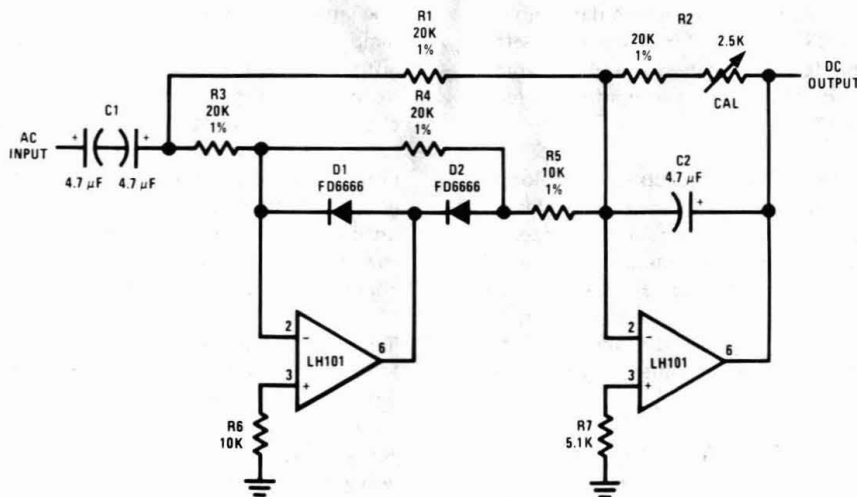 R1
20K
1%
R2
20K
1%
2.5K
CAL
DC
OUTPUT
C1
R3
20K
1%
R4
20K
1%
AC
INPUT
+
+
4.7 µF
4.7 µF
D1
FD6666
D2
FD6666
R5
10K
1%
C2
4.7 µF
+
2
−
LH101
6
3
+
R6
10K
2
−
LH101
6
3
+
R7
5.1K